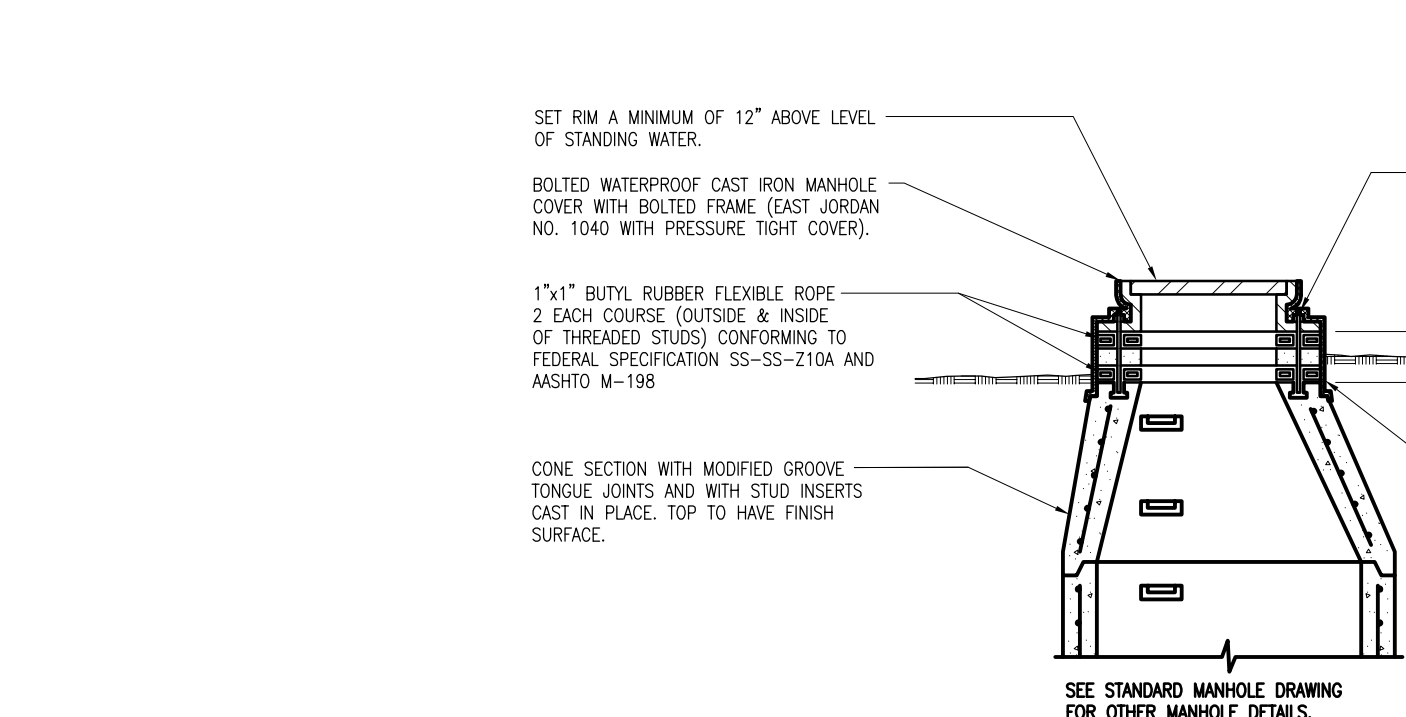 SET RIM A MINIMUM OF 12" ABOVE LEVEL
OF STANDING WATER.
BOLTED WATERPROOF CAST IRON MANHOLE
COVER WITH BOLTED FRAME (EAST JORDAN
NO. 1040 WITH PRESSURE TIGHT COVER).
1"x1" BUTYL RUBBER FLEXIBLE ROPE
2 EACH COURSE (OUTSIDE & INSIDE
OF THREADED STUDS) CONFORMING TO
FEDERAL SPECIFICATION SS-SS-Z10A AND
AASHTO M-198
CONE SECTION WITH MODIFIED GROOVE
TONGUE JOINTS AND WITH STUD INSERTS
CAST IN PLACE. TOP TO HAVE FINISH
SURFACE.
SEE STANDARD MANHOLE DRAWING
FOR OTHER MANHOLE DETAILS.